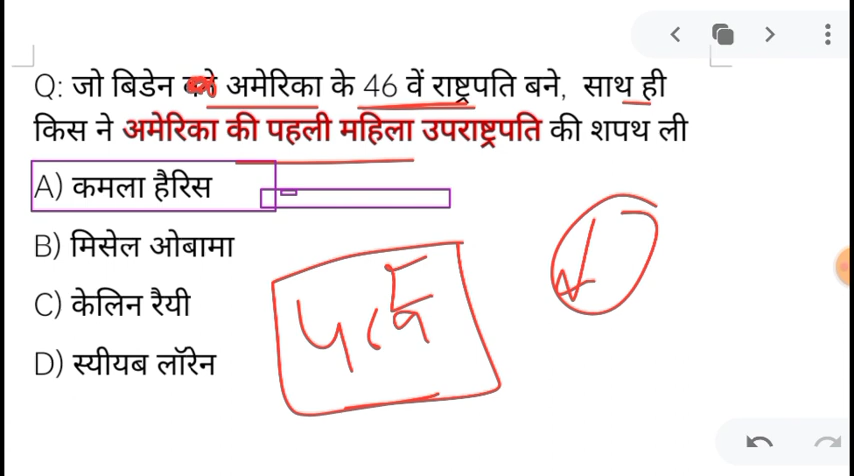 Q: जो बिडेन अमेरिका के 46 वें राष्ट्रपति बने, साथ ही
किस ने अमेरिका की पहली महिला उपराष्ट्रपति की शपथ ली
A) कमला हैरिस
B) मिसेल ओबामा
C) केलिन रैयी
D) स्यीयब लॉरेन